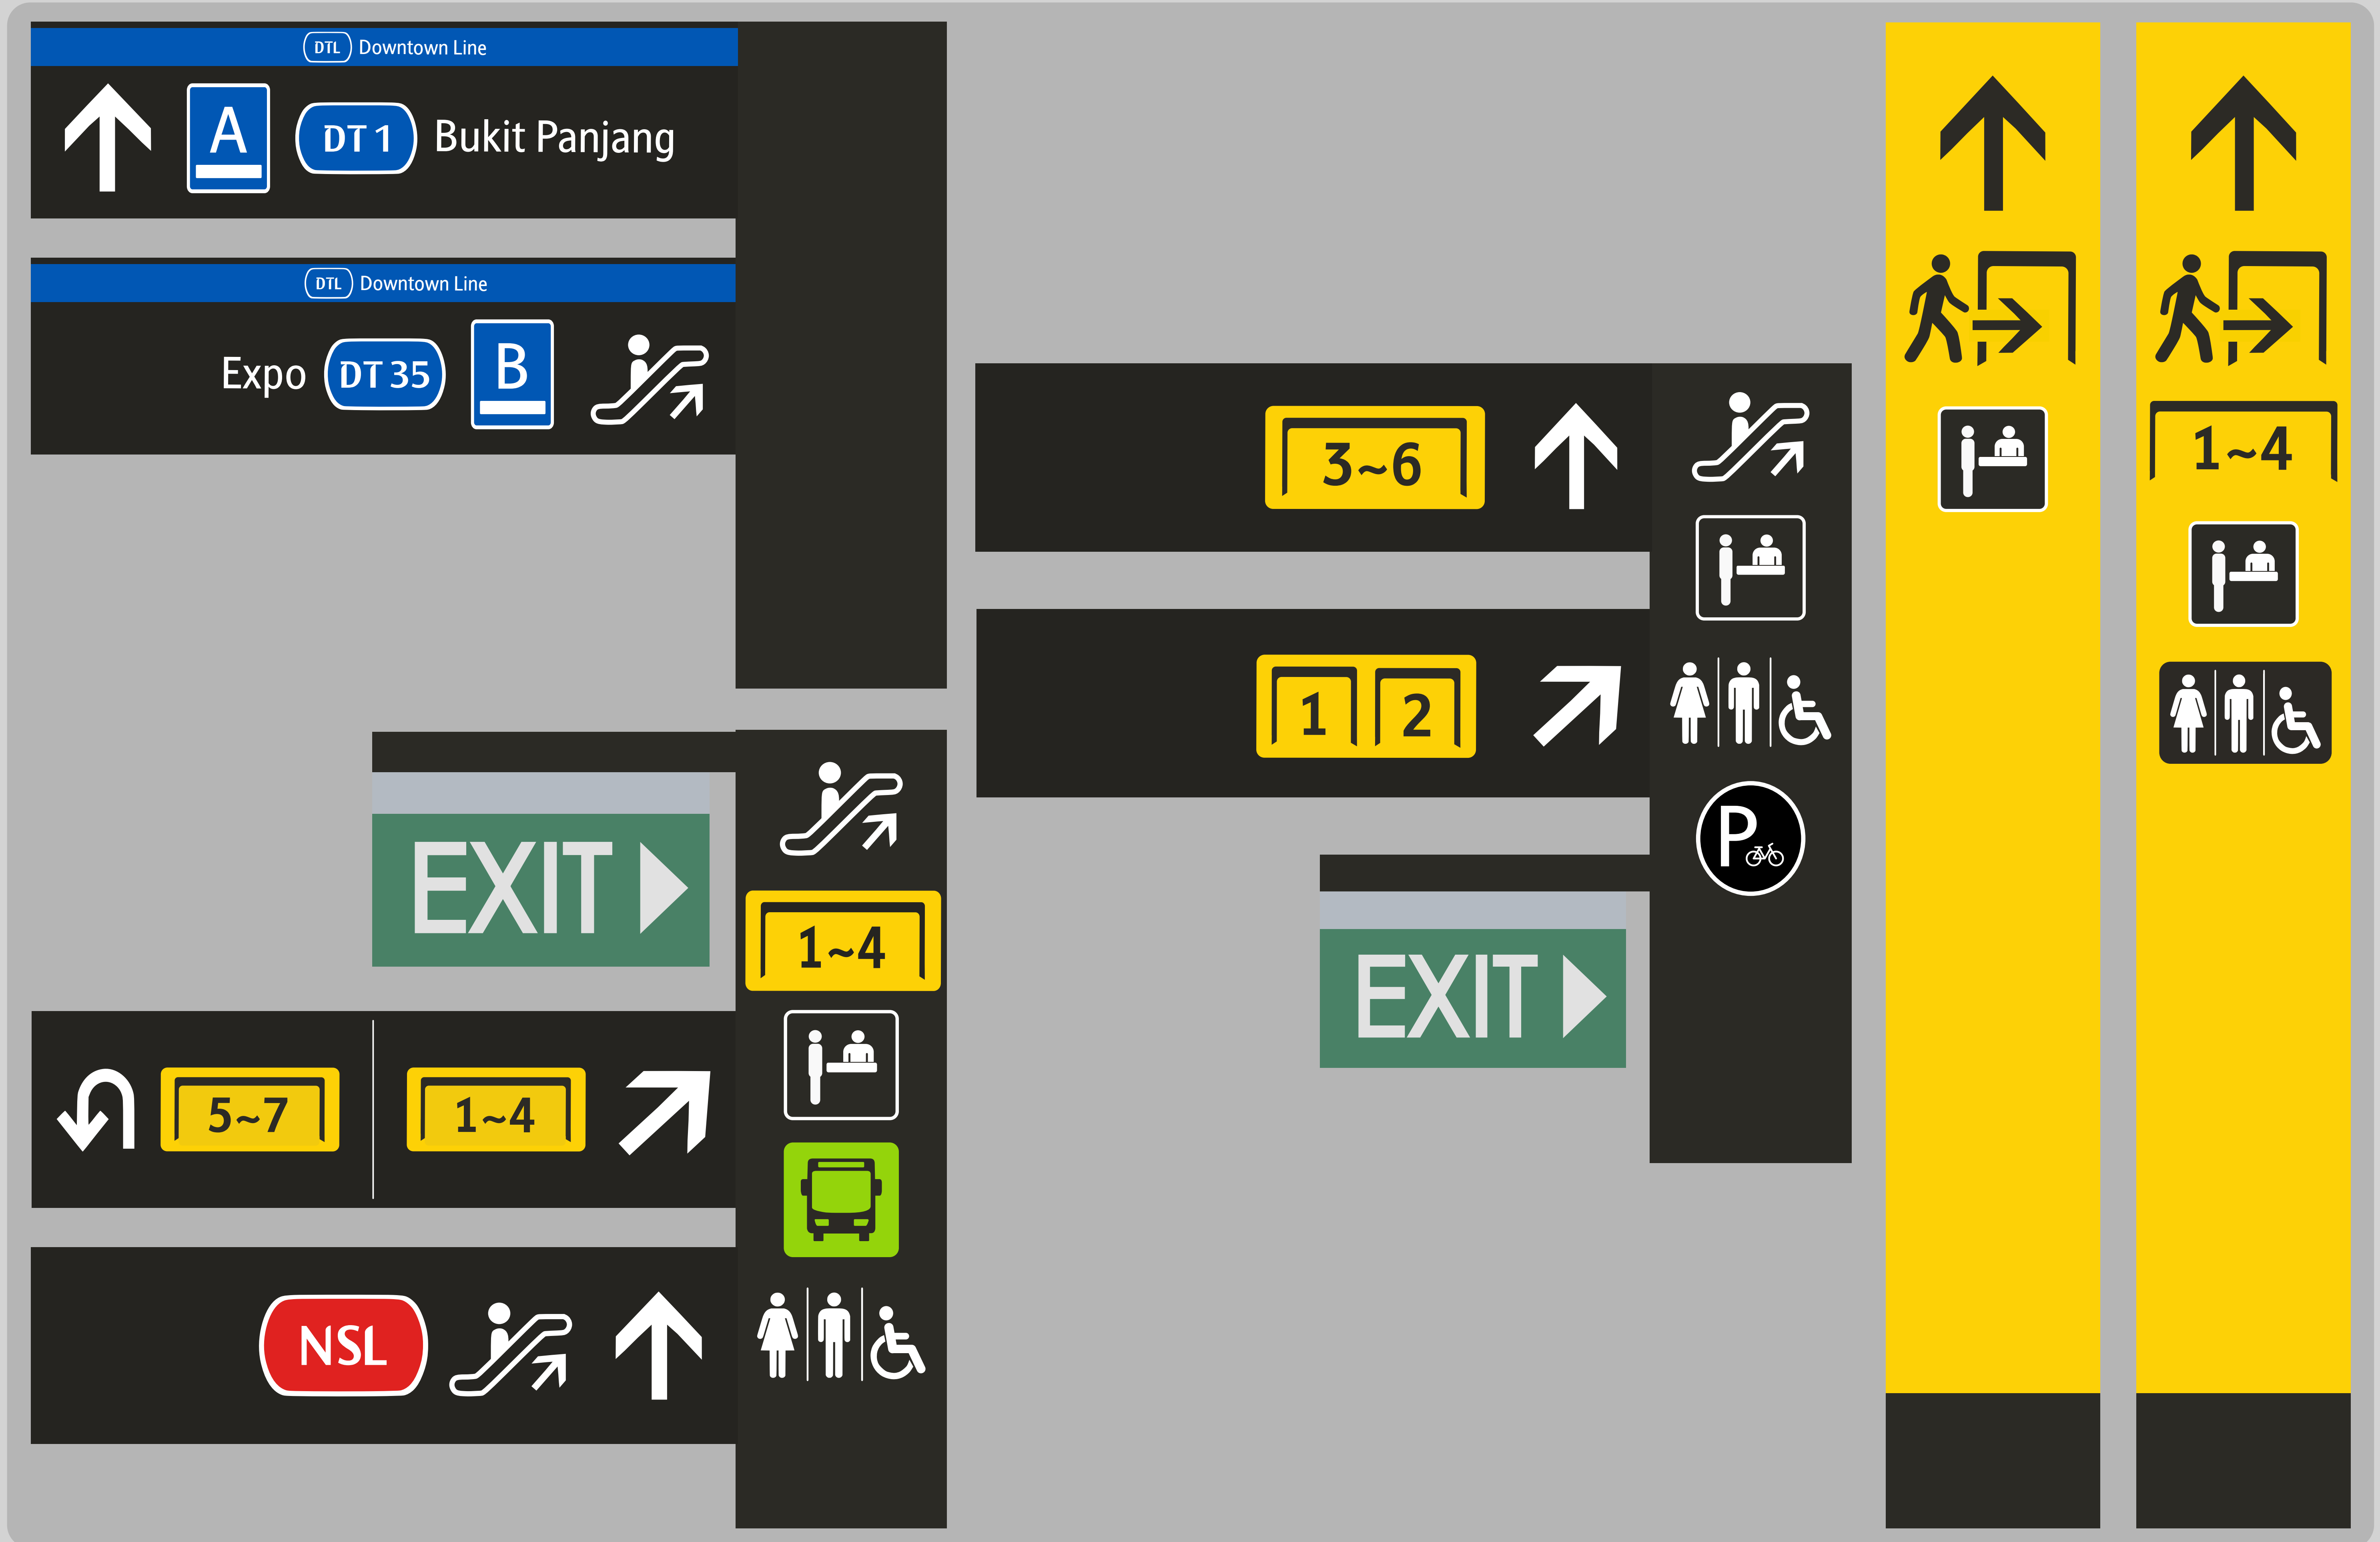 DTL Downtown Line
A DT 1 Bukit Panjang
DTL Downtown Line
Expo DT 35 B
EXIT
1~4
5~7 1~4
NSL
3~6
1 2
P
EXIT
1~4